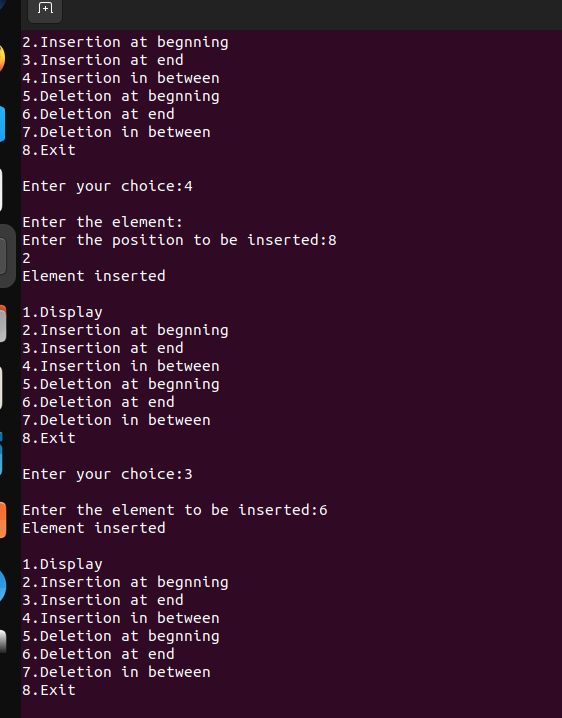 2.Insertion at begnning
3.Insertion at end
4.Insertion in between
5.Deletion at begnning
6.Deletion at end
7.Deletion in between
8.Exit
Enter your choice:4
Enter the element:
Enter the position to be inserted:8
2
Element inserted
1.Display
2.Insertion at begnning
3.Insertion at end
4.Insertion in between
5.Deletion at begnning
6.Deletion at end
7.Deletion in between
8.Exit
Enter your choice:3
Enter the element to be inserted:6
Element inserted
1.Display
2.Insertion at begnning
3.Insertion at end
4.Insertion in between
5.Deletion at begnning
6.Deletion at end
7.Deletion in between
8.Exit